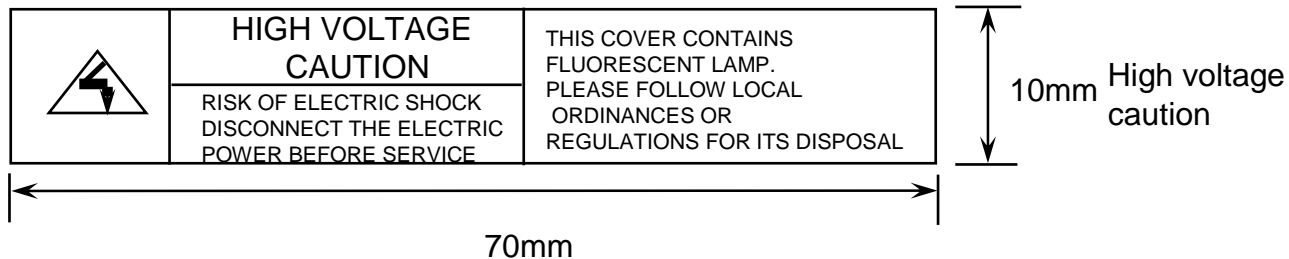 HIGH VOLTAGE
CAUTION
RISK OF ELECTRIC SHOCK
DISCONNECT THE ELECTRIC
POWER BEFORE SERVICE
THIS COVER CONTAINS
FLUORESCENT LAMP.
PLEASE FOLLOW LOCAL
ORDINANCES OR
REGULATIONS FOR ITS DISPOSAL
10mm
High voltage
caution
70mm